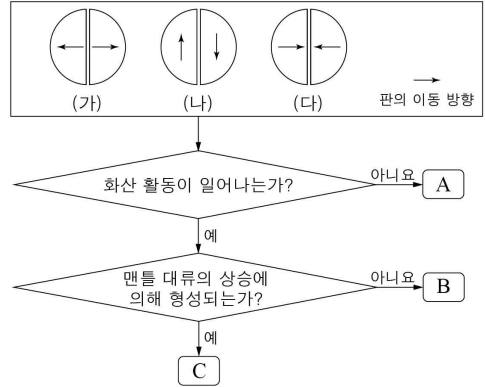 (가) (나) (다)
판의 이동 방향
화산 활동이 일어나는가?
아니요
A
예
맨틀 대류의 상승에
의해 형성되는가?
아니요
B
예
C